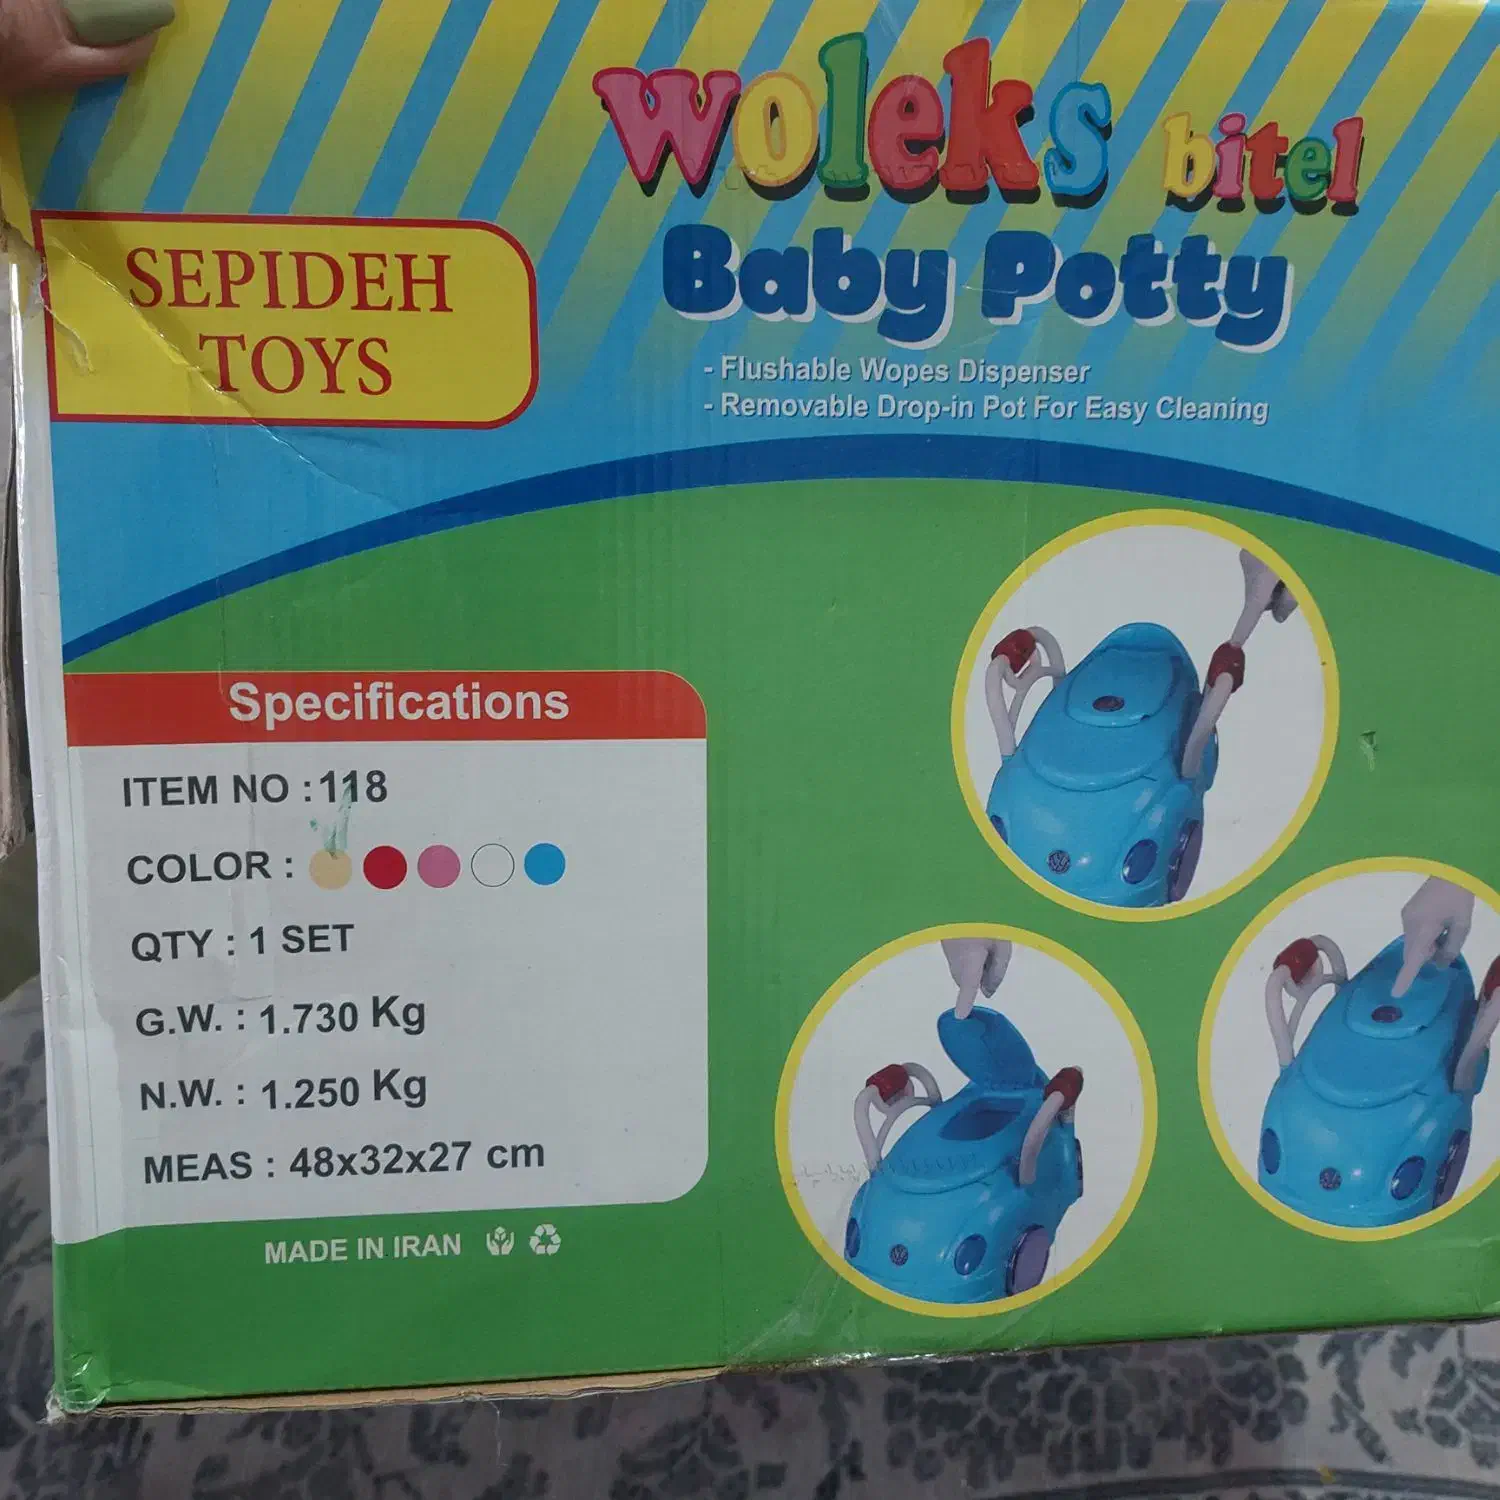 woleks bitel
Baby Potty
- Flushable Wopes Dispenser
- Removable Drop-in Pot For Easy Cleaning
SEPIDEH
TOYS
Specifications
ITEM NO :118
COLOR :
QTY : 1 SET
G.W. : 1.730 Kg
N.W. : 1.250 Kg
MEAS : 48x32x27 cm
MADE IN IRAN